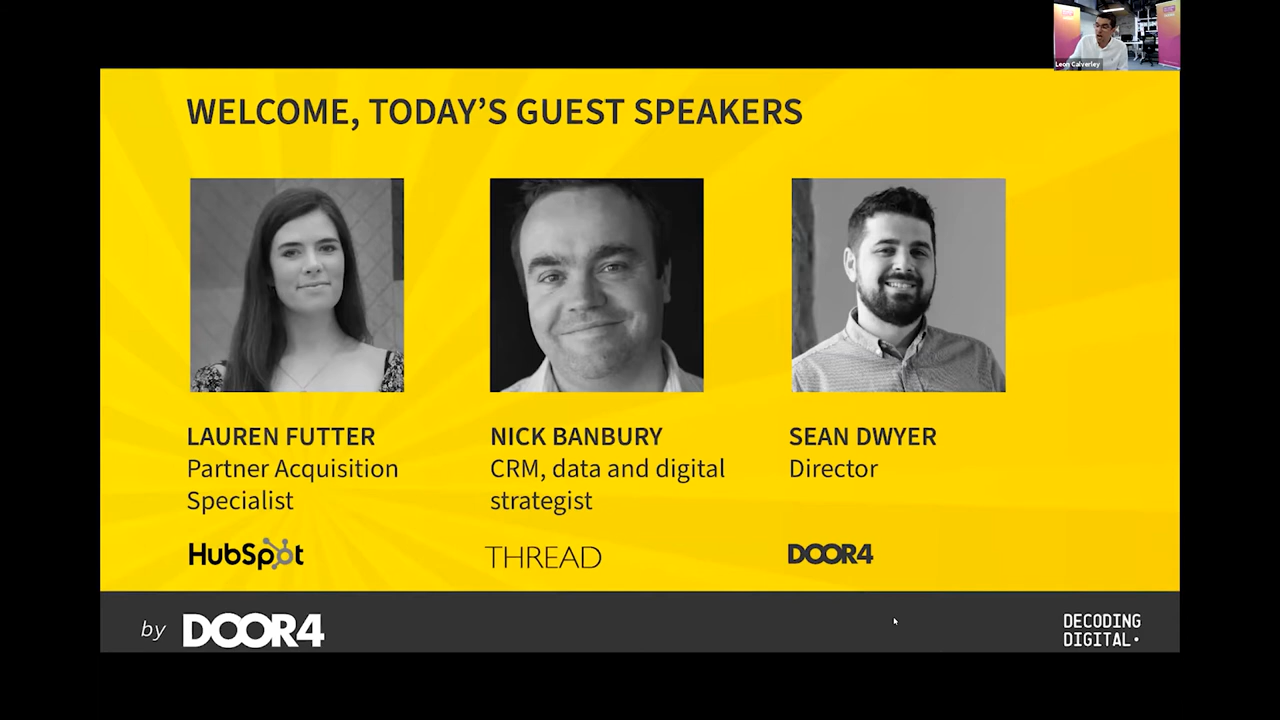 Leon Calverley
WELCOME, TODAY'S GUEST SPEAKERS
LAUREN FUTTER
Partner Acquisition
Specialist
HubSpot
NICK BANBURY
CRM, data and digital
strategist
THREAD
SEAN DWYER
Director
DOOR4
by DOOR4
DECODING
DIGITAL